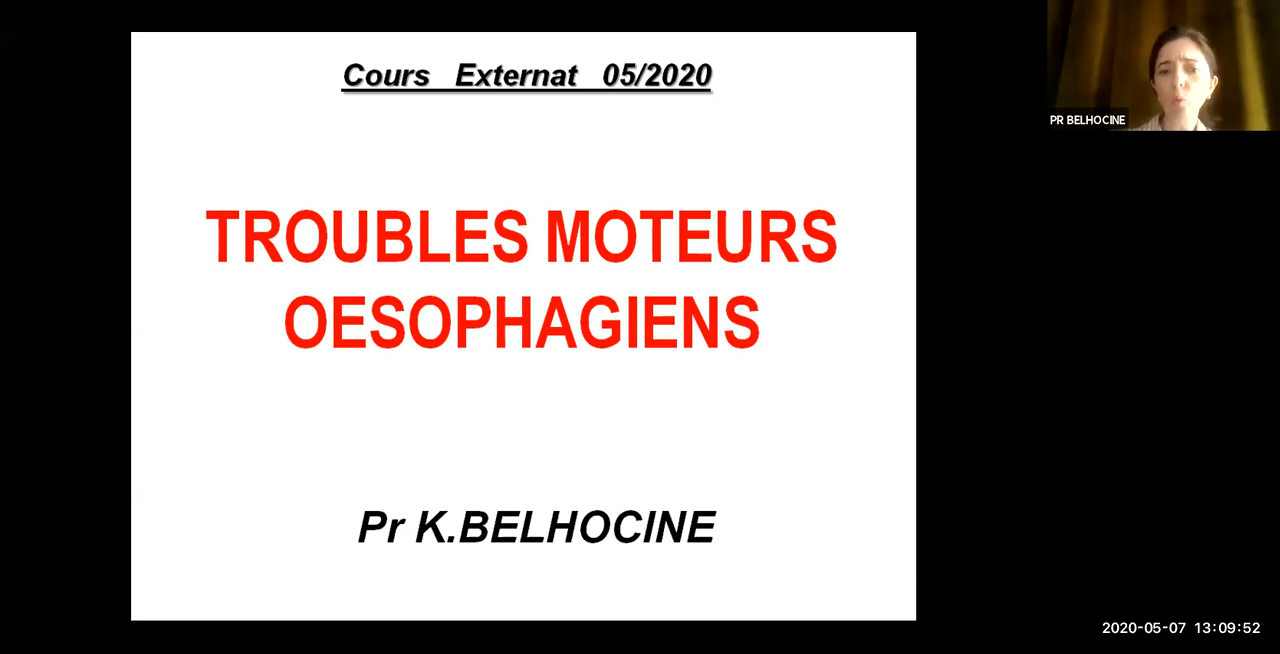 Cours Externat 05/2020
TROUBLES MOTEURS
OESOPHAGIENS
Pr K.BELHOCINE
PR BELHOCINE
2020-05-07 13:09:52